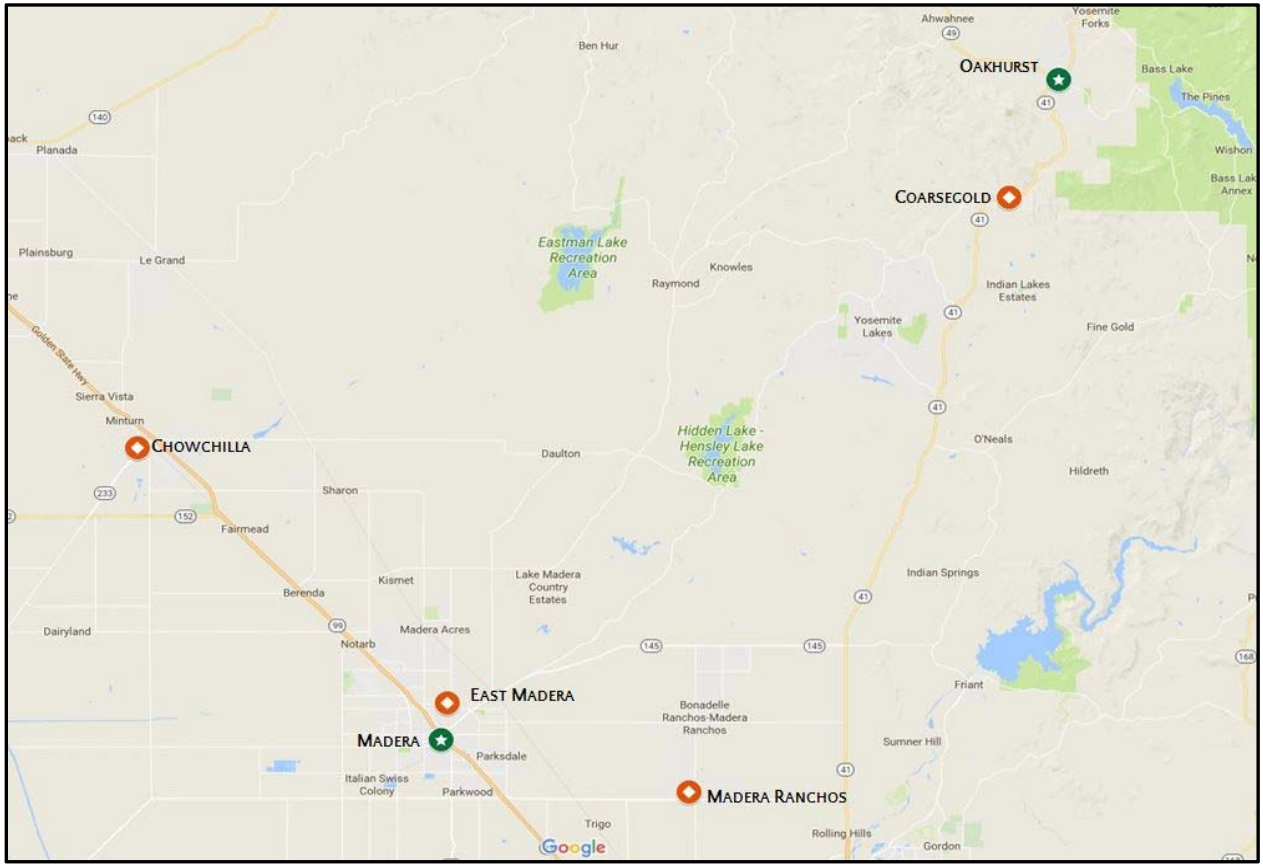 Yosemite
Forks
Ahwahnee
49
Ben Hur
OAKHURST
Bass Lake
41
The Pines
140
Planada
Wishon
COARSEGOLD
Bass Lak
Annex
41
Eastman Lake
Recreation
Area
Plainsburg
Le Grand
Knowles
Raymond
Indian Lakes
Estates
41
Yosemite
Lakes
Fine Gold
Golden State Hwy
Sierra Vista
Minturn
41
CHOWCHILLA
Hidden Lake -
Hensley Lake
Recreation
Area
O'Neals
Daulton
Hildreth
233
Sharon
152
Fairmead
Lake Madera
Country
Estates
Indian Springs
Kismet
Berenda
41
99
Dairyland
Madera Acres
Notarb
145
145
168
Friant
EAST MADERA
Bonadelle
Ranchos-Madera
Ranchos
MADERA
Sumner Hill
Parksdale
41
Italian Swiss
Colony
Parkwood
MADERA RANCHOS
Trigo
Rolling Hills
Google
Gordon